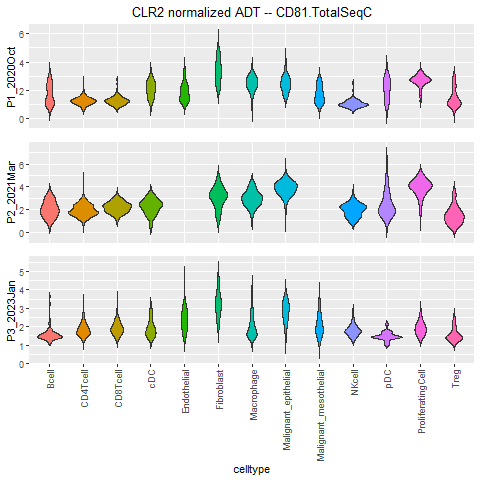 CLR2 normalized ADT -- CD81.TotalSeqC
P1_2020Oct
6
4
2
0
P2_2021Mar
6
4
2
0
P3_2023Jan
5
4
3
2
1
0
Bcell
CD4Tcell
CD8Tcell
cDC
Endothelial
Fibroblast
Macrophage
Malignant_epithelial
Malignant_mesothelial
NKcell
pDC
ProliferatingCell
Treg
celltype